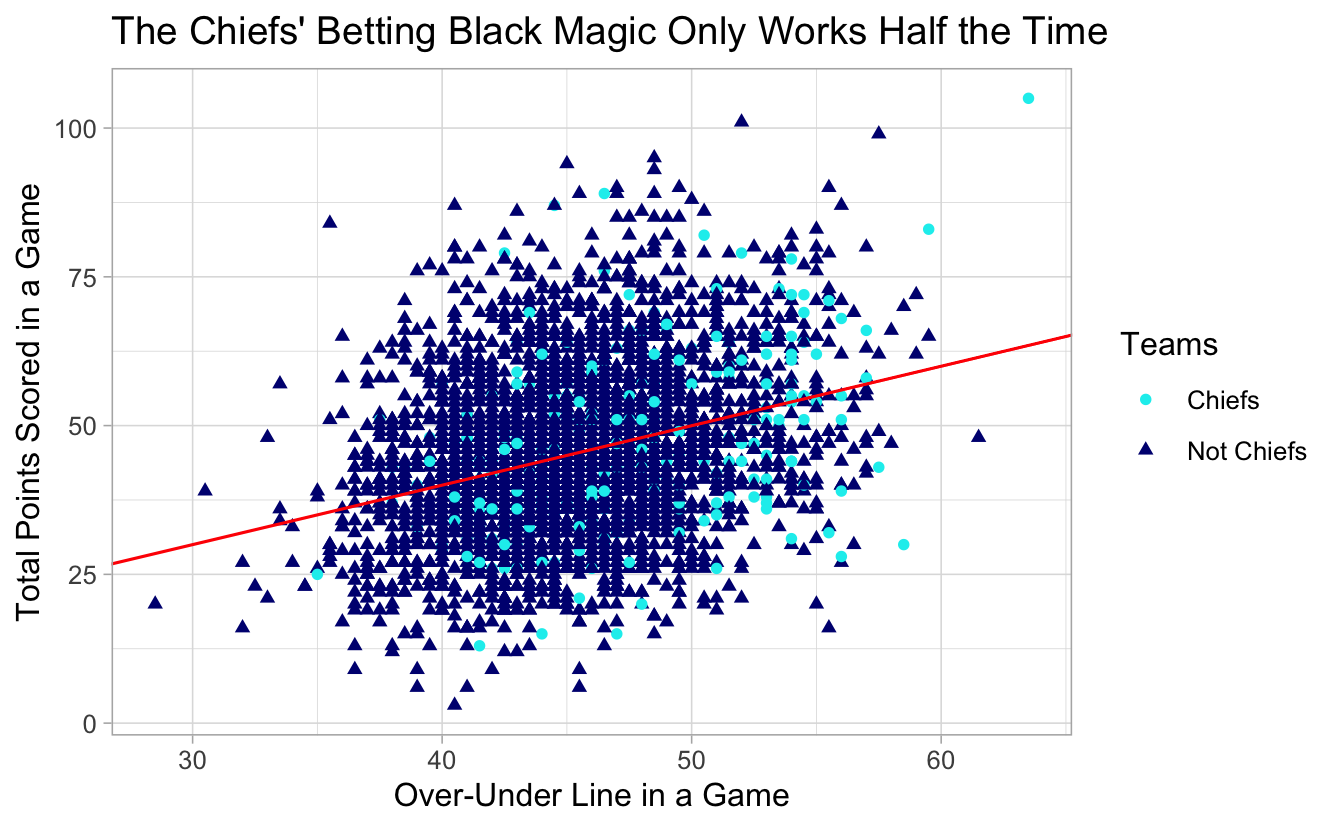 The Chiefs' Betting Black Magic Only Works Half the Time
100
75
50
25
0
30 40 50 60
Over-Under Line in a Game
Total Points Scored in a Game
Teams
Chiefs
Not Chiefs